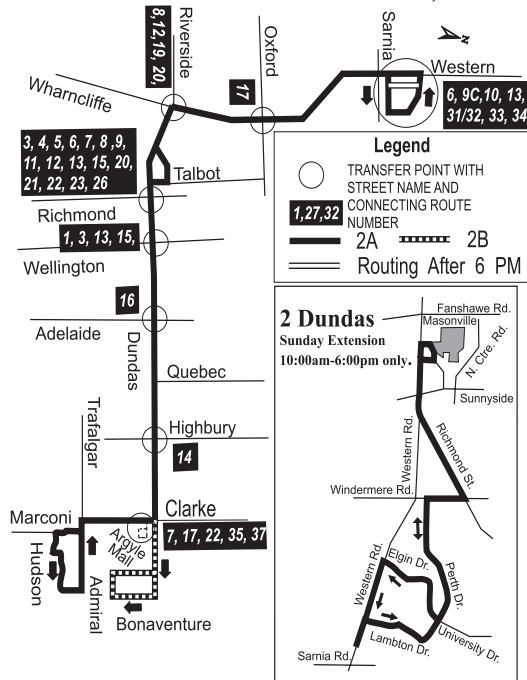 8,12,19, 20,
Riverside
Oxford
Sarnia
N
Western
Wharncliffe
17
6, 9C,10, 13,
31/32, 33, 34
3, 4, 5, 6, 7, 8 ,9,
11, 12, 13, 15, 20,
21, 22, 23, 26
Talbot
Richmond
1, 3, 13, 15,
Wellington
16
Adelaide
Dundas
Quebec
Trafalgar
Highbury
14
Marconi
Clarke
7, 17, 22, 35, 37
Argyle
Mall
Hudson
Admiral
Bonaventure
Legend
TRANSFER POINT WITH
STREET NAME AND
CONNECTING ROUTE
NUMBER
1,27,32
2A
2B
Routing After 6 PM
2 Dundas
Sunday Extension
10:00am-6:00pm only.
Fanshawe Rd.
Masonville
N. Ctre. Rd.
Sunnyside
Western Rd.
Richmond St.
Windermere Rd.
Western Rd.
Elgin Dr.
Perth Dr.
Lambton Dr.
University Dr.
Sarnia Rd.